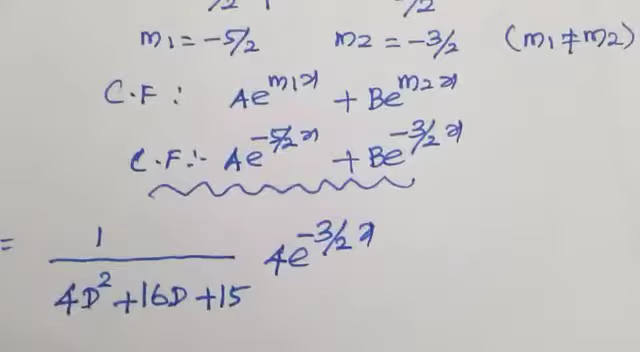 m1 = -5/2 m2 = -3/2 (m1 ≠ m2)
C.F : Ae^{m1x} + Be^{m2x}
C.F :- Ae^{-5/2 x} + Be^{-3/2 x}
= \frac{1}{4D^2+16D+15} 4e^{-3/2 x}